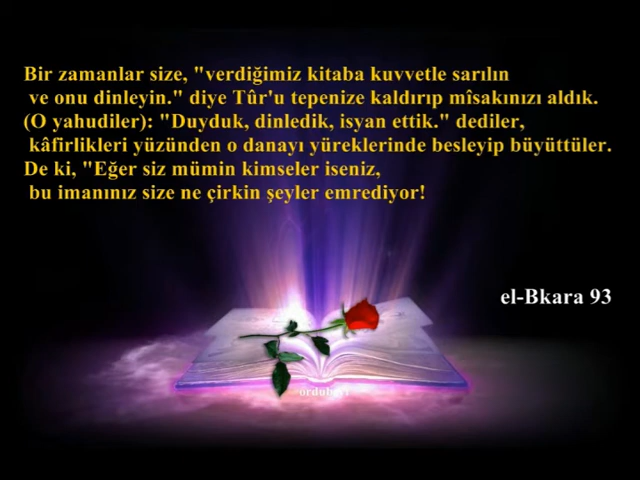 Bir zamanlar size, "verdiğimiz kitaba kuvvetle sarılın
ve onu dinleyin." diye Tûr'u tepenize kaldırıp mîsakınızı aldık.
(O yahudiler): "Duyduk, dinledik, isyan ettik." dediler,
kâfirlikleri yüzünden o danayı yüreklerinde besleyip büyüttüler.
De ki, "Eğer siz mümin kimseler iseniz,
bu imanınız size ne çirkin şeyler emrediyor!
el-Bkara 93